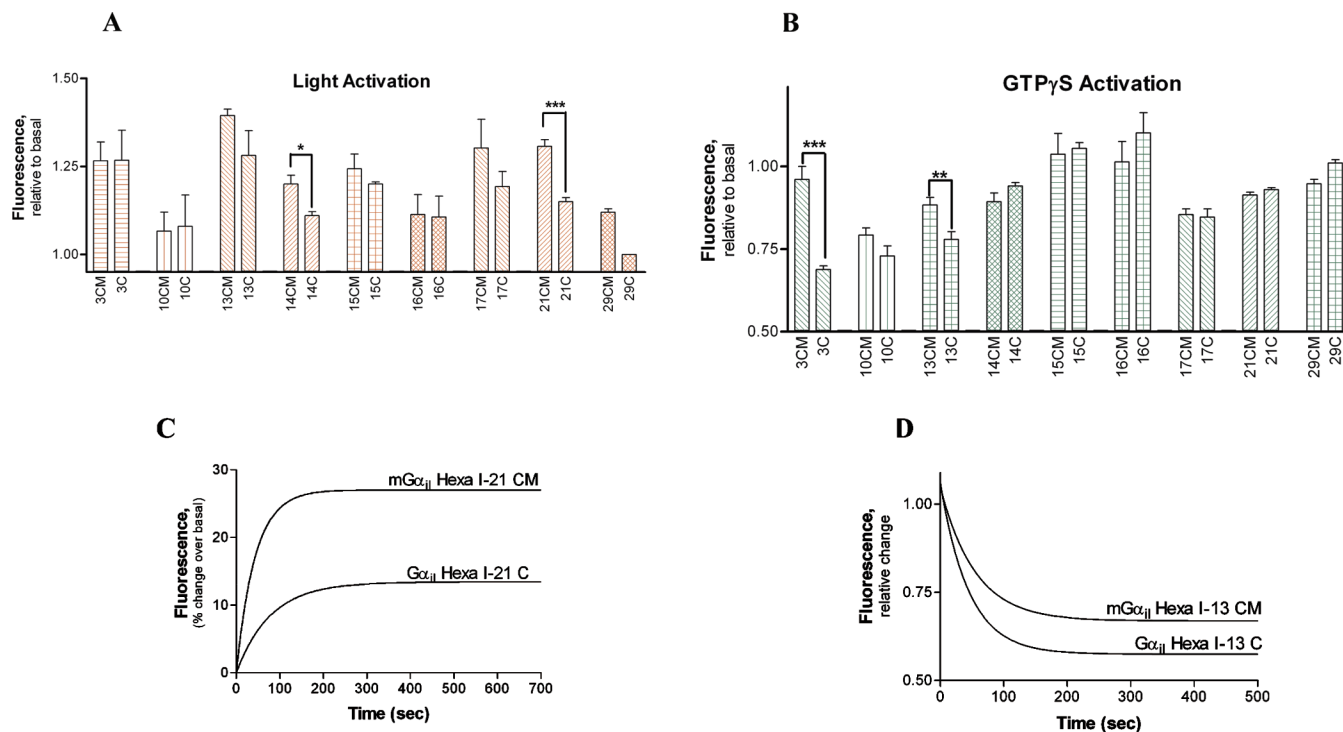 A
Light Activation
Fluorescence,
relative to basal
1.50
1.25
1.00
***
*
3CM
3C
10CM
10C
13CM
13C
14CM
14C
15CM
15C
16CM
16C
17CM
17C
21CM
21C
29CM
29C
B
GTPγS Activation
Fluorescence,
relative to basal
1.00
0.75
0.50
***
**
3CM
3C
10CM
10C
13CM
13C
14CM
14C
15CM
15C
16CM
16C
17CM
17C
21CM
21C
29CM
29C
C
Fluorescence,
(% change over basal)
30
20
10
0
mGαil Hexa I-21 CM
Gαil Hexa I-21 C
0 100 200 300 400 500 600 700
Time (sec)
D
Fluorescence,
relative change
1.00
0.75
0.50
mGαil Hexa I-13 CM
Gαil Hexa I-13 C
0 100 200 300 400 500
Time (sec)